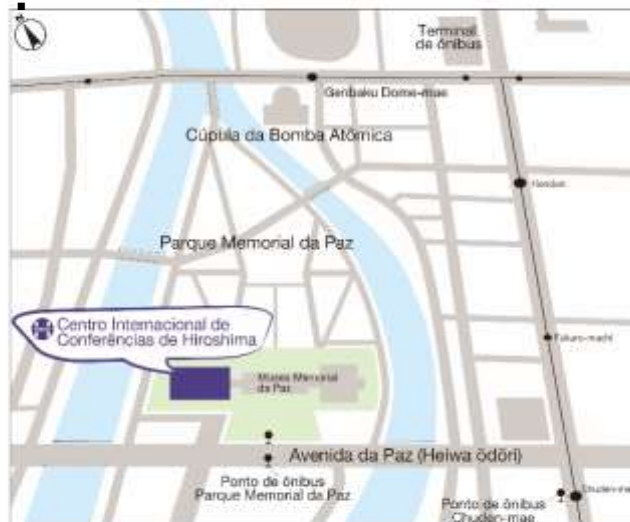 Terminal
de ônibus
Genbaku Dome-mae
Cúpula da Bomba Atômica
Hondori
Parque Memorial da Paz
Centro Internacional de
Conferências de Hiroshima
Fukuro-machi
Museu Memorial
da Paz
Avenida da Paz (Heiwa ōdōri)
Ponto de ônibus
Parque Memorial da Paz
Chuden-ma
Ponto de ônibus
Chuden-mae